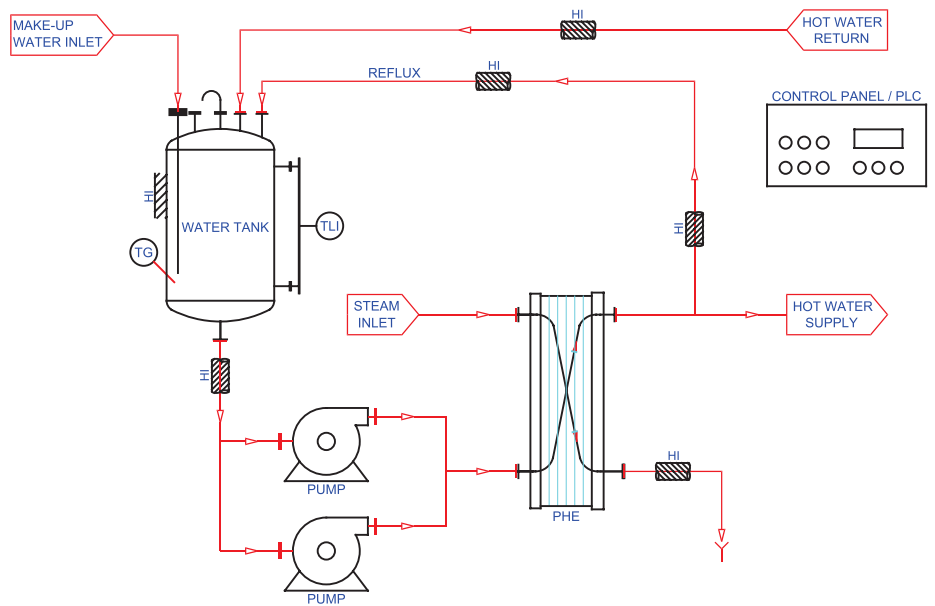 MAKE-UP
WATER INLET
HI
HOT WATER
RETURN
REFLUX
HI
CONTROL PANEL / PLC
HI
WATER TANK
TLI
TG
HI
STEAM
INLET
HOT WATER
SUPPLY
HI
HI
PUMP
PHE
PUMP